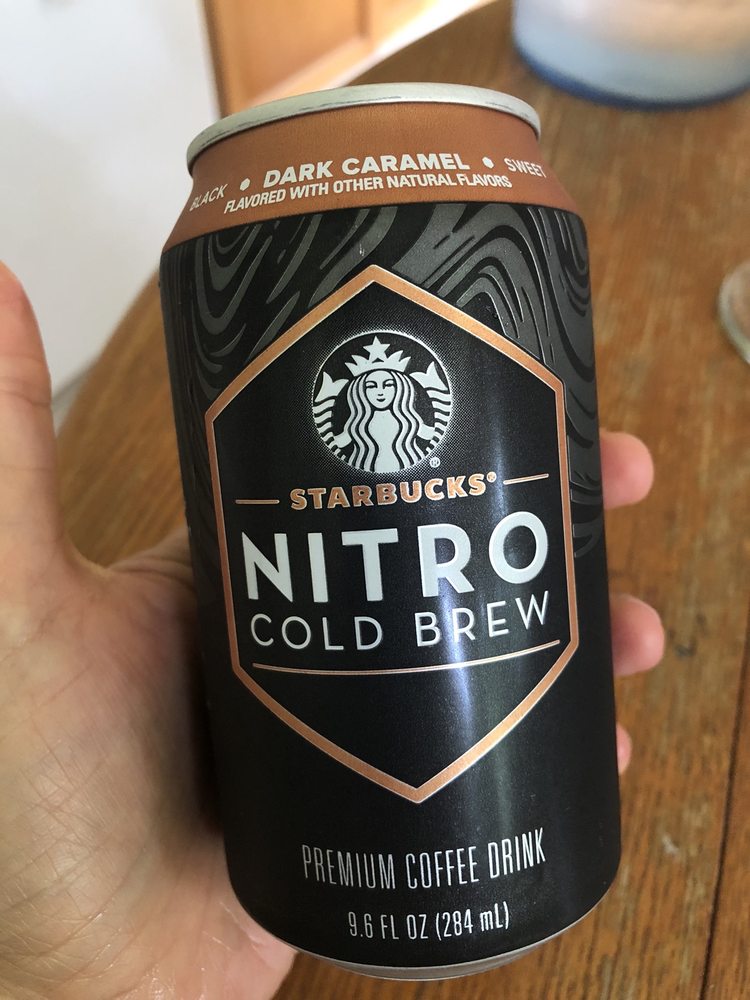 BLACK • DARK CARAMEL • SWEET
FLAVORED WITH OTHER NATURAL FLAVORS
®
STARBUCKS®
NITRO
COLD BREW
PREMIUM COFFEE DRINK
9.6 FL OZ (284 mL)